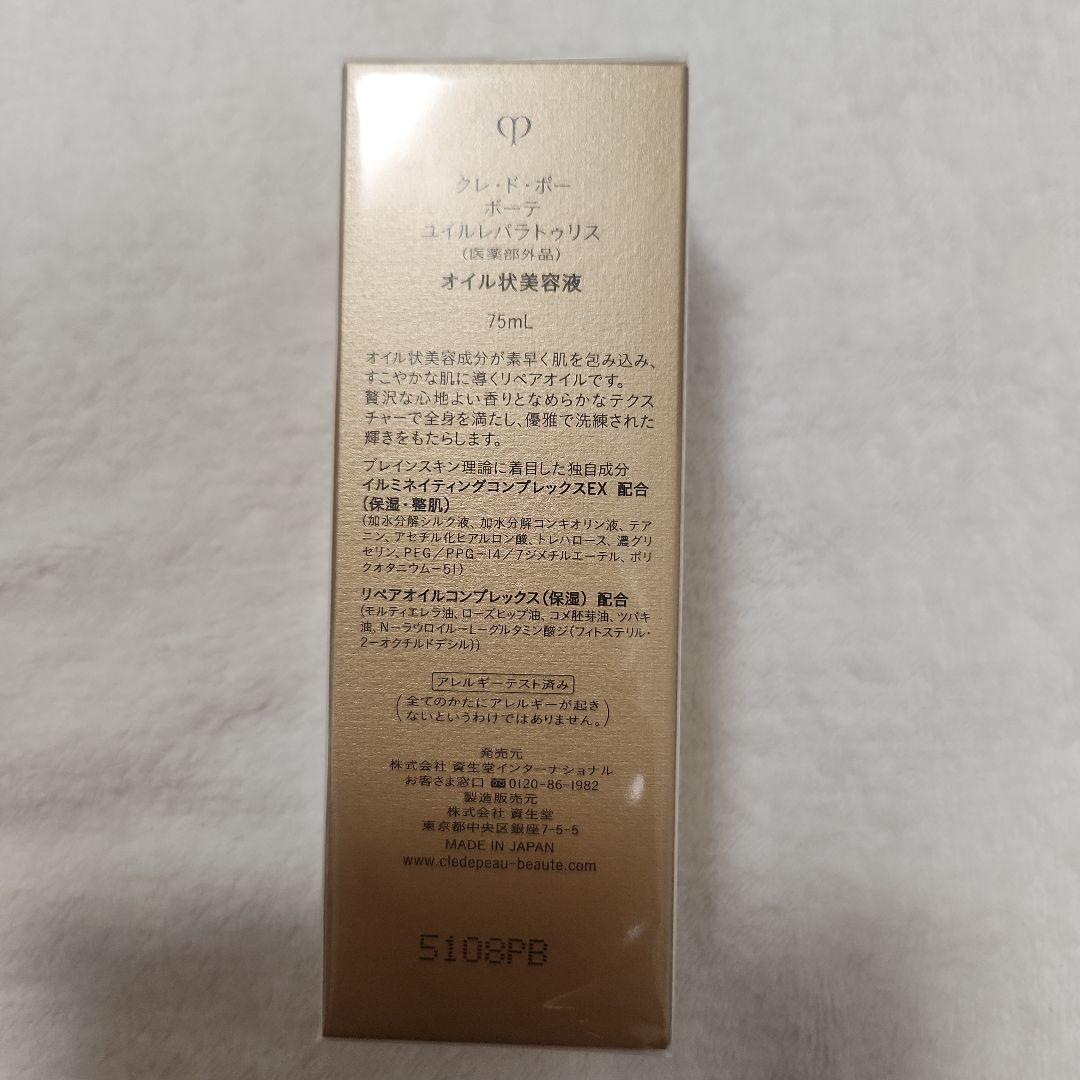 クレ・ド・ポー
ボーテ
ユイルレパラトゥリス
(医薬部外品)
オイル状美容液
75mL
オイル状美容成分が素早く肌を包み込み、
すこやかな肌に導くリペアオイルです。
贅沢な心地よい香りとなめらかなテクス
チャーで全身を満たし、優雅で洗練された
輝きをもたらします。
ブレインスキン理論に着目した独自成分
イルミネイティングコンプレックスEX 配合
(保湿・整肌)
(加水分解シルク液、加水分解コンキオリン液、テア
ニン、アセチル化ヒアルロン酸、トレハロース、濃グリ
セリン、PEG/PPG-14/7ジメチルエーテル、ポリ
クオタニウム-51)
リペアオイルコンプレックス(保湿) 配合
(モルティエレラ油、ローズヒップ油、コメ胚芽油、ツバキ
油、N-ラウロイル-L-グルタミン酸ジ(フィトステリル・
2-オクチルドデシル))
アレルギーテスト済み
(全てのかたにアレルギーが起き
ないというわけではありません。)
発売元
株式会社 資生堂インターナショナル
お客さま窓口 0120-86-1982
製造販売元
株式会社 資生堂
東京都中央区銀座7-5-5
MADE IN JAPAN
www.cledepeau-beaute.com
5108PB